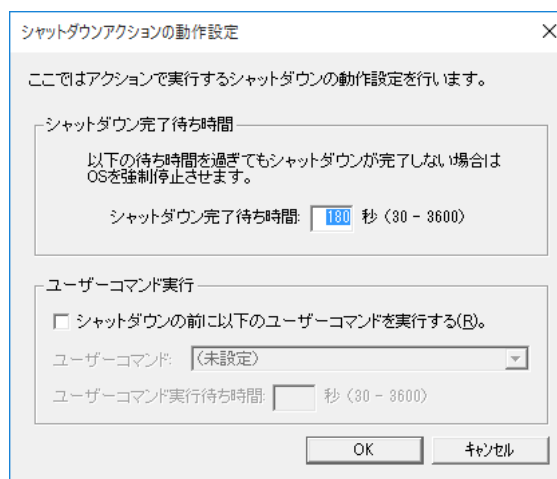 シャットダウンアクションの動作設定
ここではアクションで実行するシャットダウンの動作設定を行います。
シャットダウン完了待ち時間
以下の待ち時間を過ぎてもシャットダウンが完了しない場合は
OSを強制停止させます。
シャットダウン完了待ち時間: 180 秒 (30 - 3600)
ユーザーコマンド実行
シャットダウンの前に以下のユーザーコマンドを実行する(R)。
ユーザーコマンド: (未設定)
ユーザーコマンド実行待ち時間: 秒 (30 - 3600)
OK キャンセル